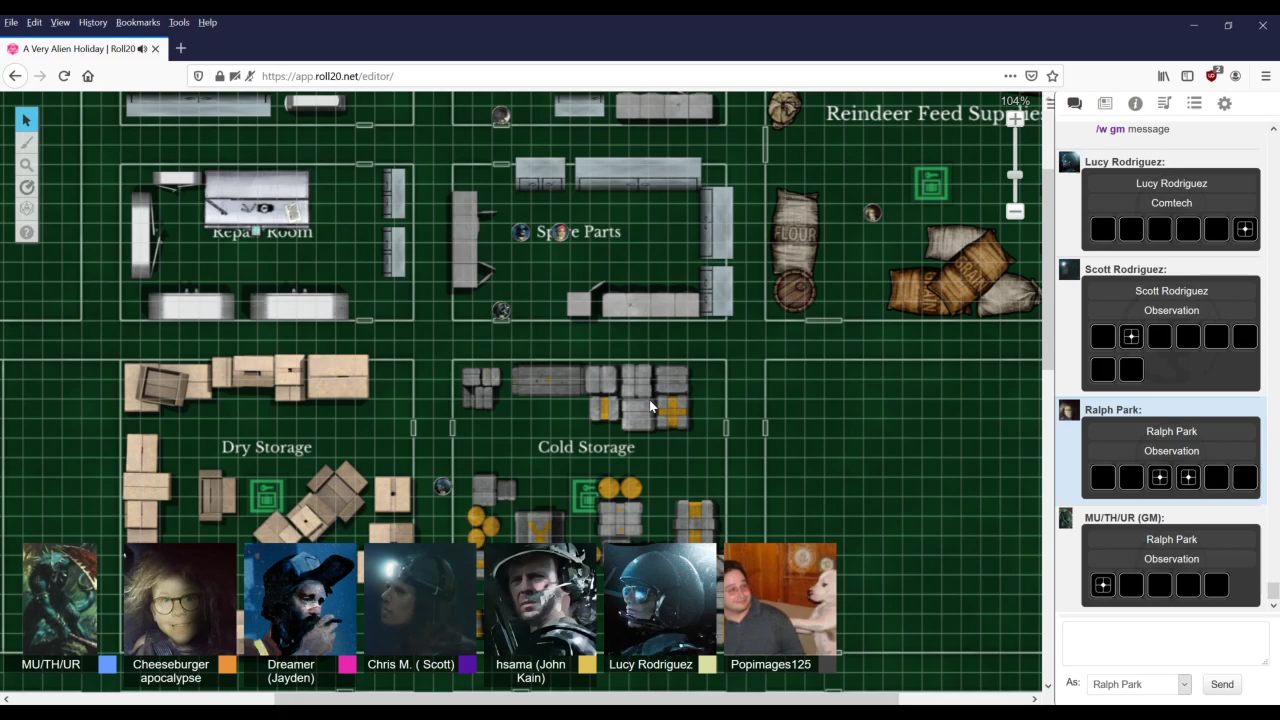 File Edit View History Bookmarks Tools Help
A Very Alien Holiday | Roll20
https://app.roll20.net/editor/
2
104%
Reindeer Feed Supplies
/w gm message
Lucy Rodriguez:
Lucy Rodriguez
Comtech
Repair Room
Spare Parts
FLOUR
GRAIN
Scott Rodriguez:
Scott Rodriguez
Observation
Ralph Park:
Ralph Park
Observation
Dry Storage
Cold Storage
MU/TH/UR (GM):
Ralph Park
Observation
MU/TH/UR
Cheeseburger
apocalypse
Dreamer
(Jayden)
Chris M. ( Scott)
hsama (John
Kain)
Lucy Rodriguez
Popimages125
As:
Ralph Park
Send